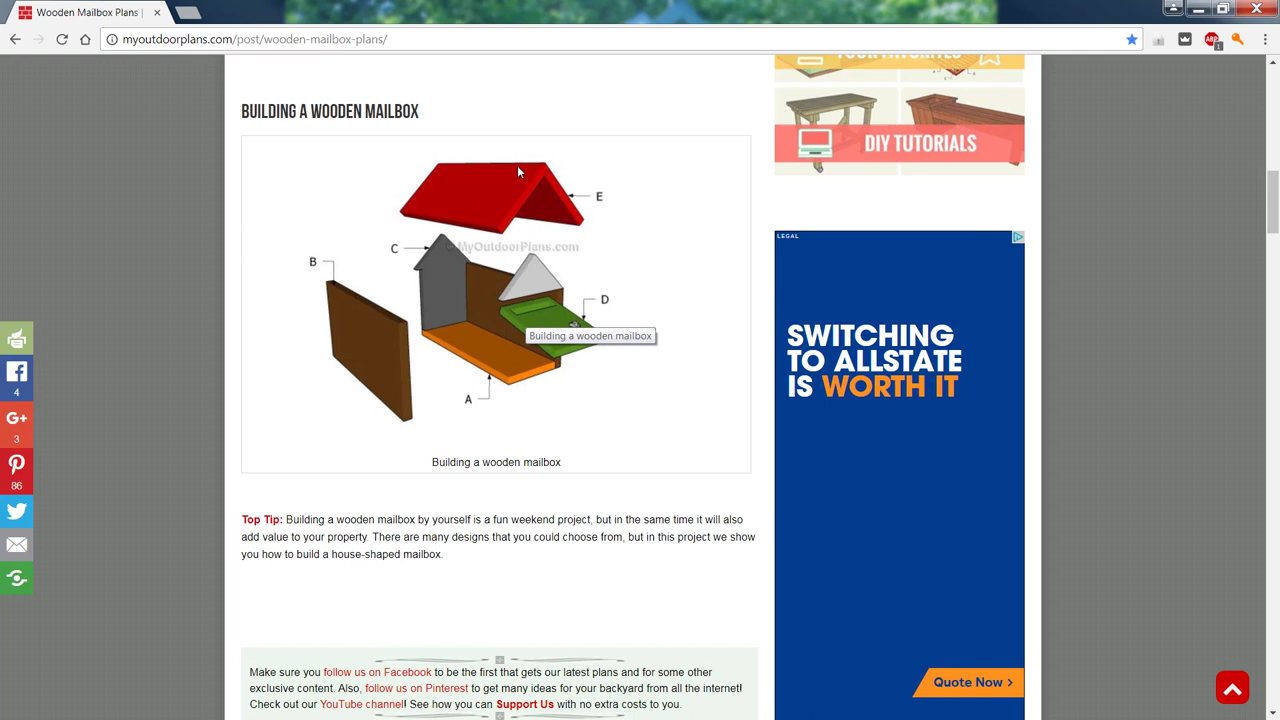 Wooden Mailbox Plans |
myoutdoorplans.com/post/wooden-mailbox-plans/
ABP
1
BUILDING A WOODEN MAILBOX
E
MyOutdoorPlans.com
C
B
D
Building a wooden mailbox
A
Building a wooden mailbox
Top Tip: Building a wooden mailbox by yourself is a fun weekend project, but in the same time it will also
add value to your property. There are many designs that you could choose from, but in this project we show
you how to build a house-shaped mailbox.
Make sure you follow us on Facebook to be the first that gets our latest plans and for some other
exclusive content. Also, follow us on Pinterest to get many ideas for your backyard from all the internet!
Check out our YouTube channel! See how you can Support Us with no extra costs to you.
4
G+
3
86
DIY TUTORIALS
LEGAL
SWITCHING
TO ALLSTATE
IS WORTH IT
Quote Now >